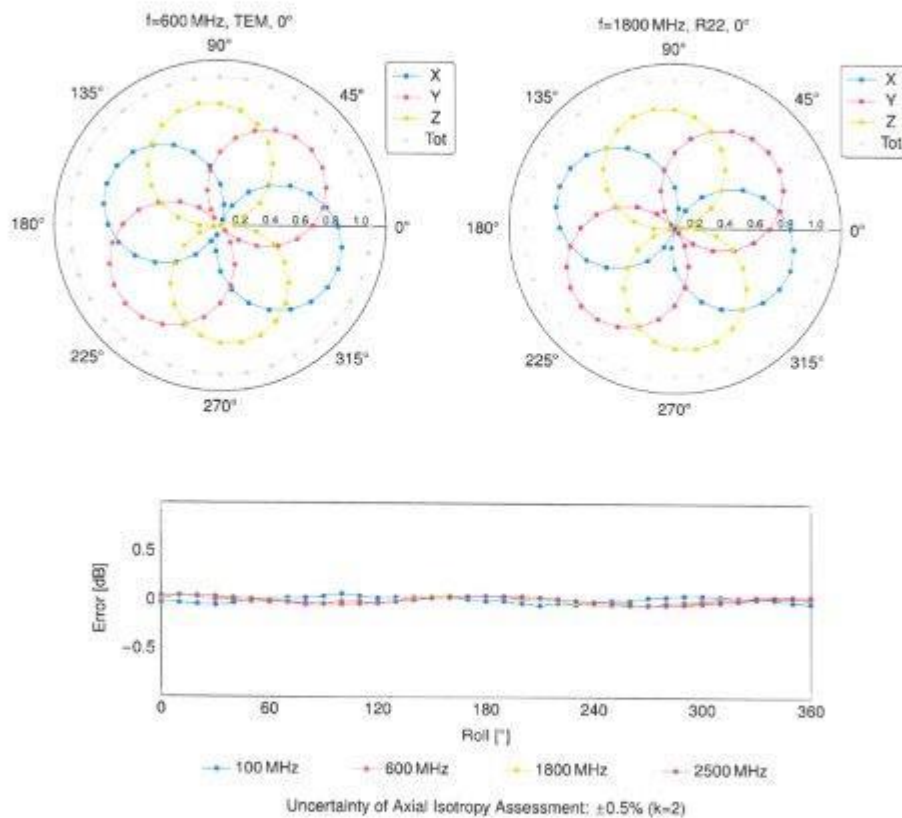 f=600 MHz, TEM, 0°
90°
135°
45°
X
Y
Z
Tot
180°
0.2 0.4 0.6 0.8 1.0
0°
225°
315°
270°
f=1800 MHz, R22, 0°
90°
135°
45°
X
Y
Z
Tot
180°
0.2 0.4 0.6 0.8 1.0
0°
225°
315°
270°
Error [dB]
0.5
0
−0.5
0 60 120 180 240 300 360
Roll [°]
100 MHz 600 MHz 1800 MHz 2500 MHz
Uncertainty of Axial Isotropy Assessment: ±0.5% (k=2)